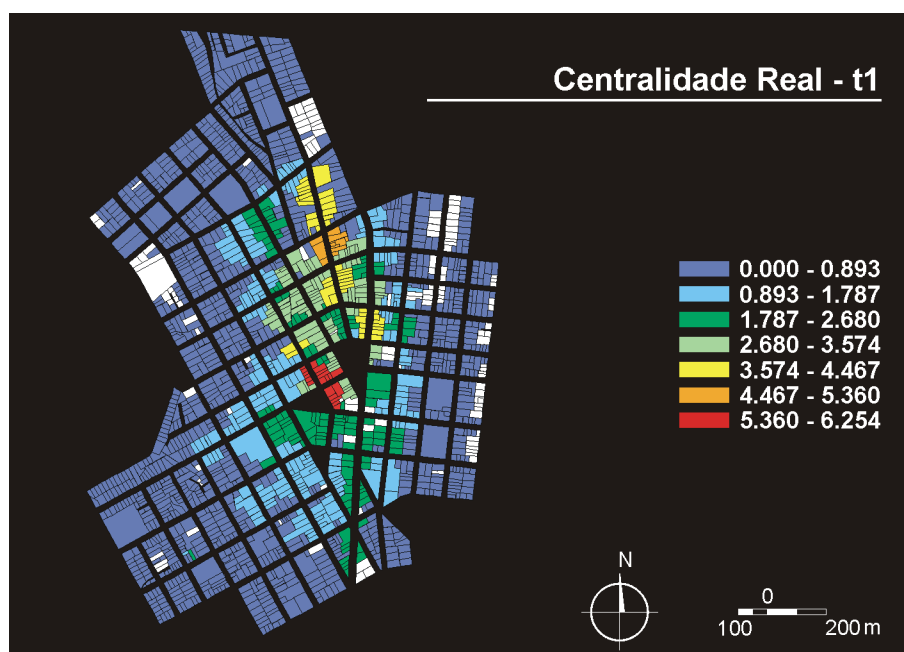 Centralidade Real - t1
0.000 - 0.893
0.893 - 1.787
1.787 - 2.680
2.680 - 3.574
3.574 - 4.467
4.467 - 5.360
5.360 - 6.254
N
0
100 200 m